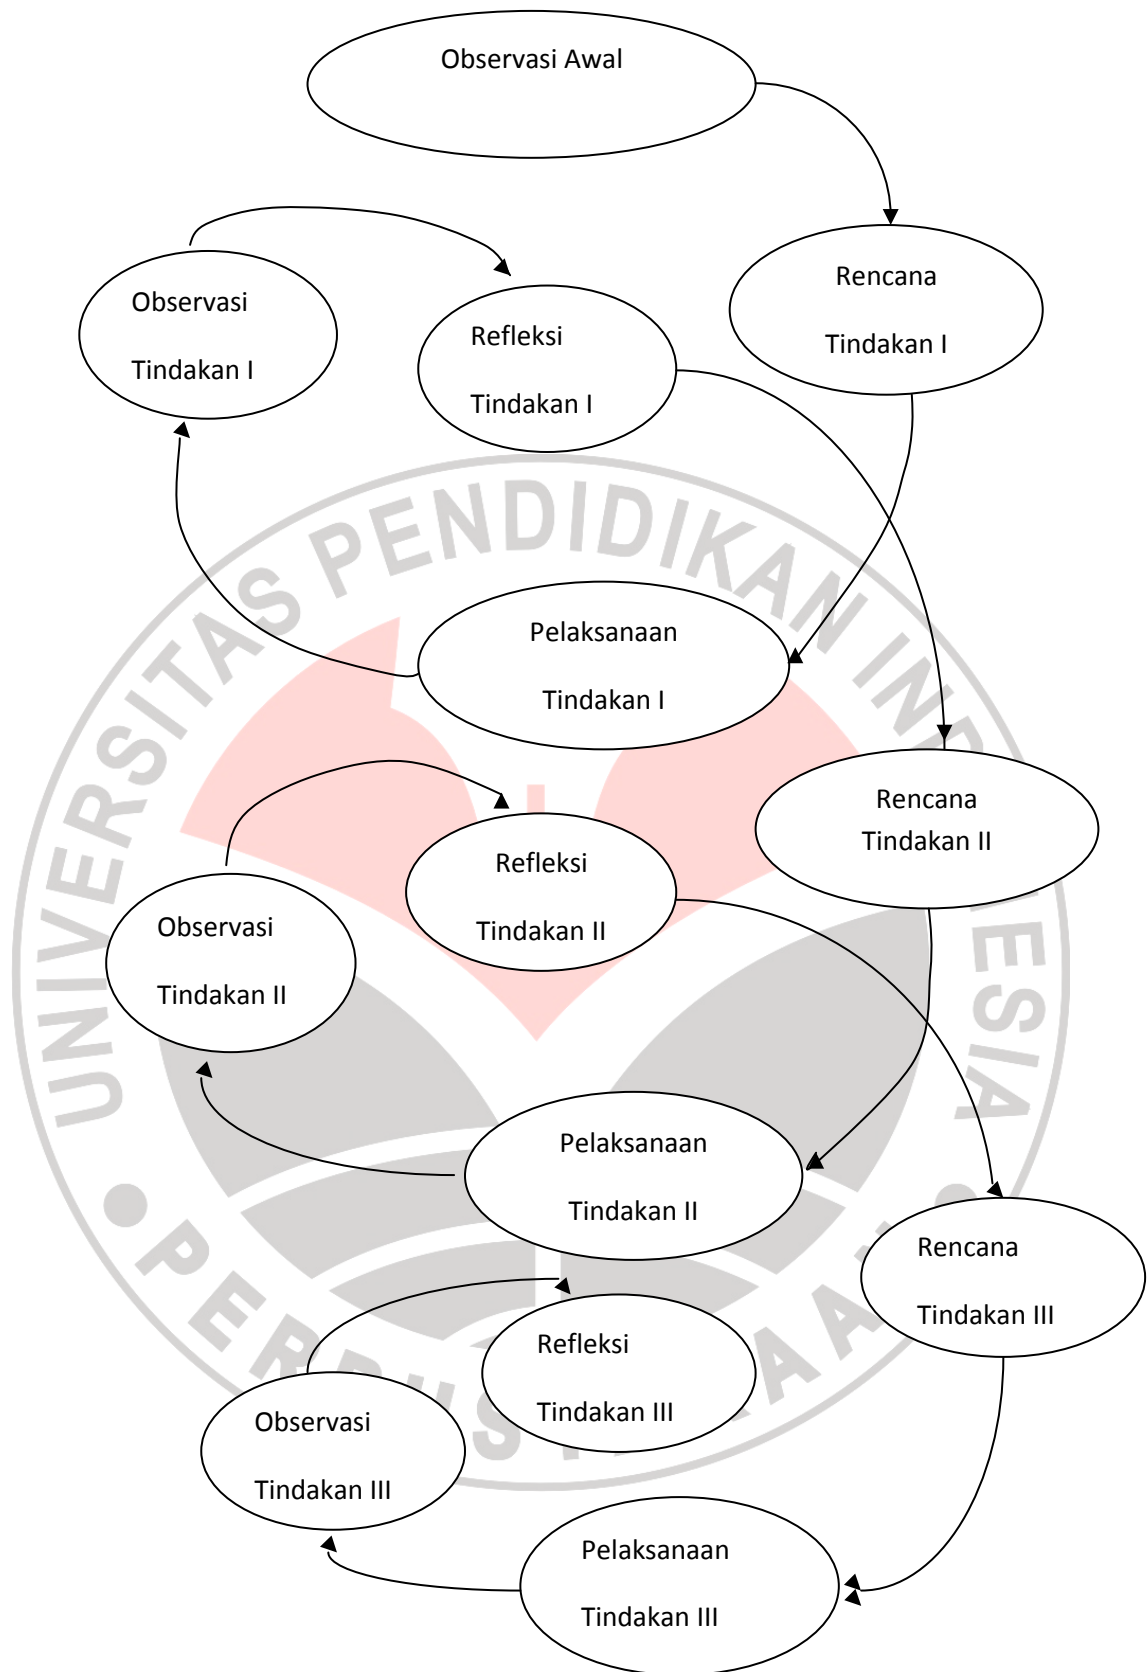 Observasi Awal
Rencana
Tindakan I
Observasi
Tindakan I
Refleksi
Tindakan I
Pelaksanaan
Tindakan I
Rencana
Tindakan II
Refleksi
Tindakan II
Observasi
Tindakan II
Pelaksanaan
Tindakan II
Rencana
Tindakan III
Refleksi
Tindakan III
Observasi
Tindakan III
Pelaksanaan
Tindakan III
UNIVERSITAS PENDIDIKAN